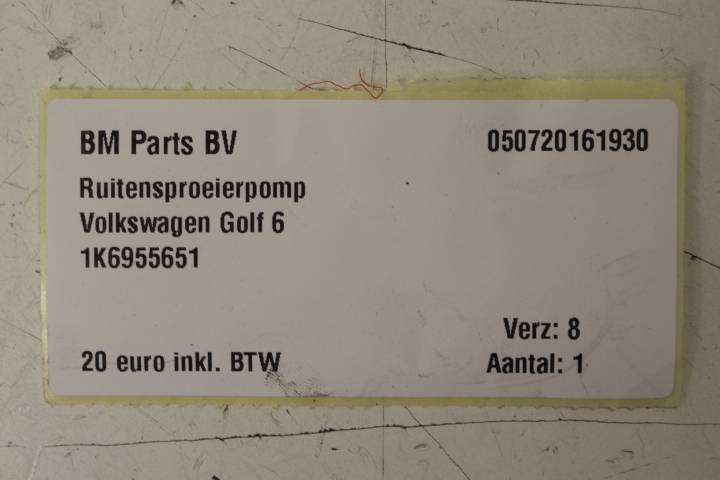 BM Parts BV 050720161930
Ruitensproeierpomp
Volkswagen Golf 6
1K6955651
Verz: 8
20 euro inkl. BTW Aantal: 1